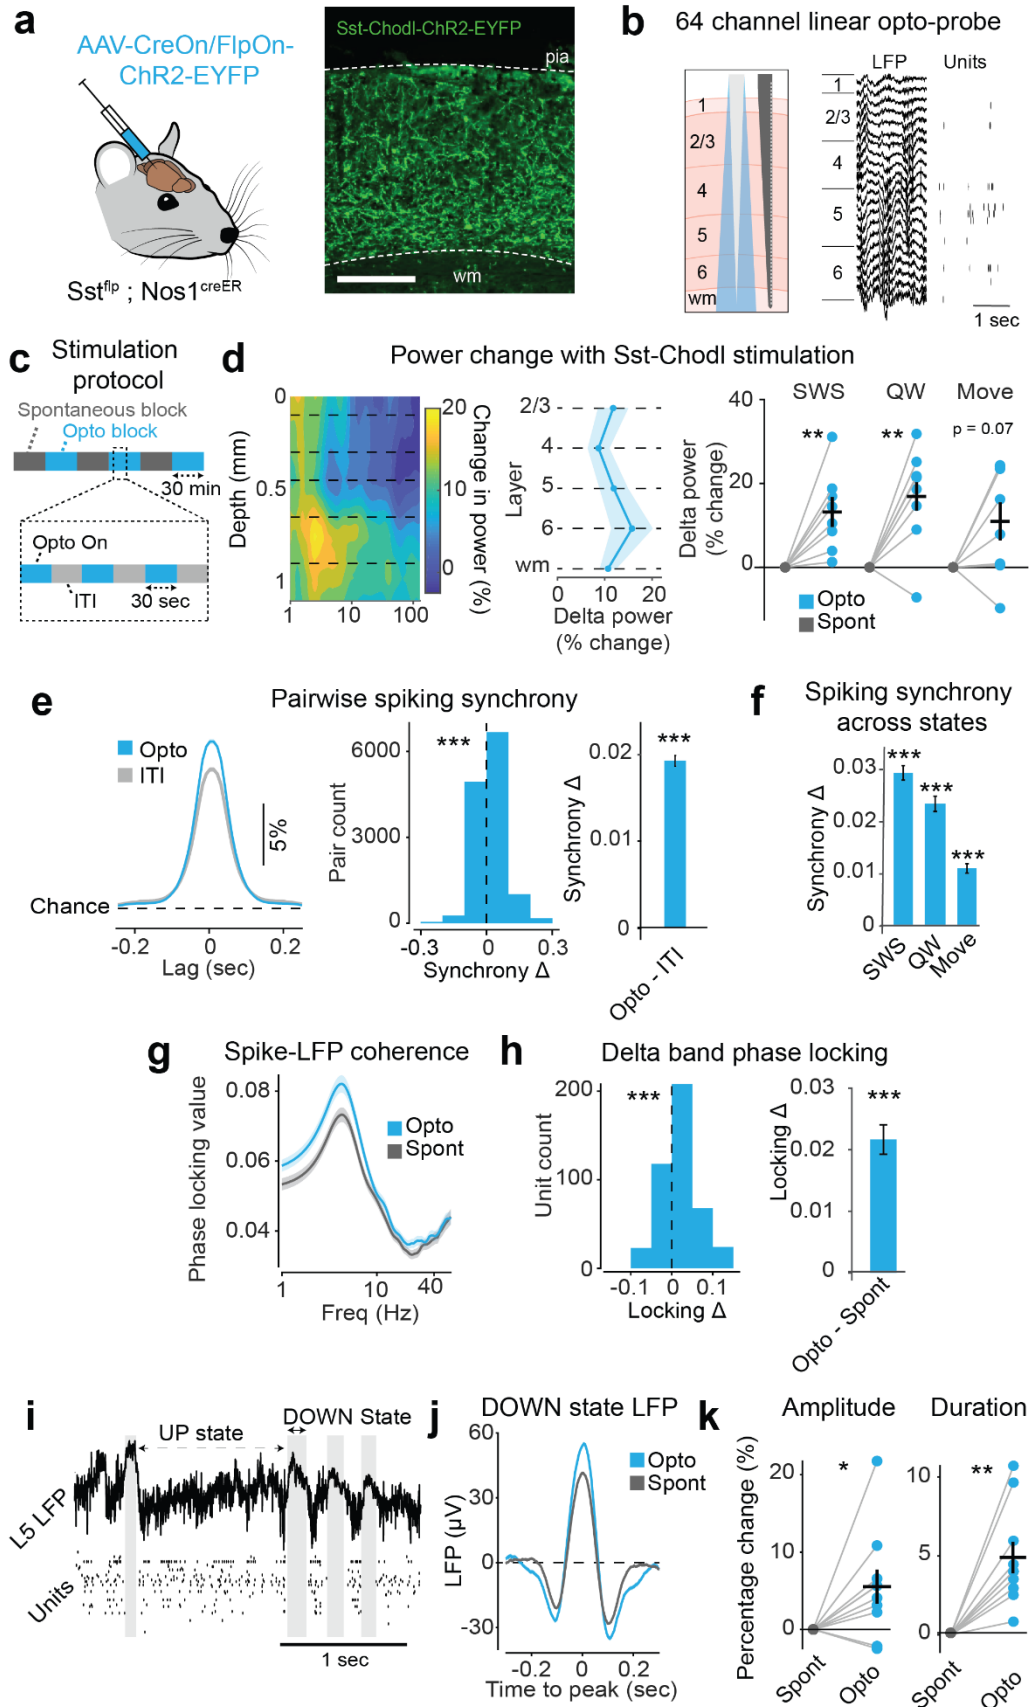 a
AAV-CreOn/FlpOn-
ChR2-EYFP
Sst^flp ; Nos1^creER
Sst-Chodl-ChR2-EYFP
pia
wm
b 64 channel linear opto-probe
LFP Units
1
2/3
4
5
6
wm
1
2/3
4
5
6
1 sec
c Stimulation
protocol
Spontaneous block
Opto block
30 min
Opto On
ITI
30 sec
d Power change with Sst-Chodl stimulation
Depth (mm)
0
0.5
1
1 10 100
20
10
0
Change in power (%)
Layer
2/3
4
5
6
wm
0 10 20
Delta power
(% change)
SWS QW Move
** ** p = 0.07
Delta power
(% change)
40
20
0
Opto
Spont
e Pairwise spiking synchrony
Opto
ITI
5%
Chance
-0.2 0 0.2
Lag (sec)
Pair count
6000
3000
0
***
-0.3 0 0.3
Synchrony Δ
Synchrony Δ
0.02
0.01
0
***
Opto - ITI
f Spiking synchrony
across states
Synchrony Δ
0.03
0.02
0.01
0
***
***
***
SWS
QW
Move
g Spike-LFP coherence
Phase locking value
0.08
0.06
0.04
Opto
Spont
1 10 40
Freq (Hz)
h Delta band phase locking
Unit count
200
100
0
***
-0.1 0 0.1
Locking Δ
Locking Δ
0.03
0.02
0.01
0
***
Opto - Spont
i
UP state
DOWN State
L5 LFP
Units
1 sec
j DOWN state LFP
LFP (µV)
60
30
0
-30
Opto
Spont
-0.2 0 0.2
Time to peak (sec)
k Amplitude Duration
Percentage change (%)
20
10
0
*
Spont
Opto
10
5
0
**
Spont
Opto